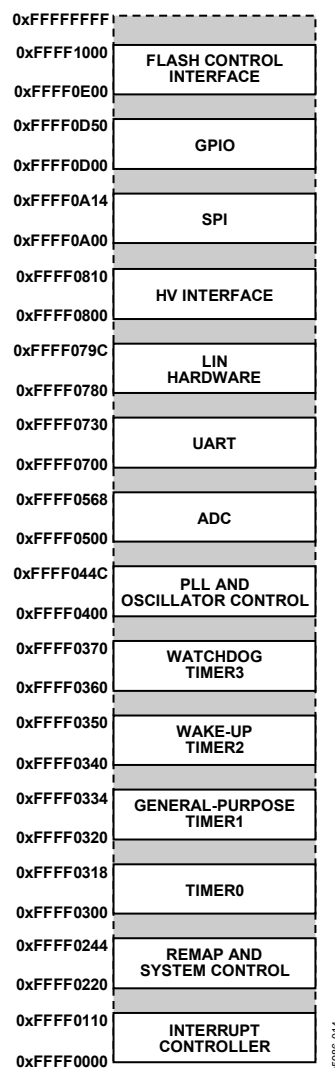 0xFFFFFFFF
0xFFFF1000
FLASH CONTROL
INTERFACE
0xFFFF0E00
0xFFFF0D50
GPIO
0xFFFF0D00
0xFFFF0A14
SPI
0xFFFF0A00
0xFFFF0810
HV INTERFACE
0xFFFF0800
0xFFFF079C
LIN
HARDWARE
0xFFFF0780
0xFFFF0730
UART
0xFFFF0700
0xFFFF0568
ADC
0xFFFF0500
0xFFFF044C
PLL AND
OSCILLATOR CONTROL
0xFFFF0400
0xFFFF0370
WATCHDOG
TIMER3
0xFFFF0360
0xFFFF0350
WAKE-UP
TIMER2
0xFFFF0340
0xFFFF0334
GENERAL-PURPOSE
TIMER1
0xFFFF0320
0xFFFF0318
TIMER0
0xFFFF0300
0xFFFF0244
REMAP AND
SYSTEM CONTROL
0xFFFF0220
0xFFFF0110
INTERRUPT
CONTROLLER
0xFFFF0000